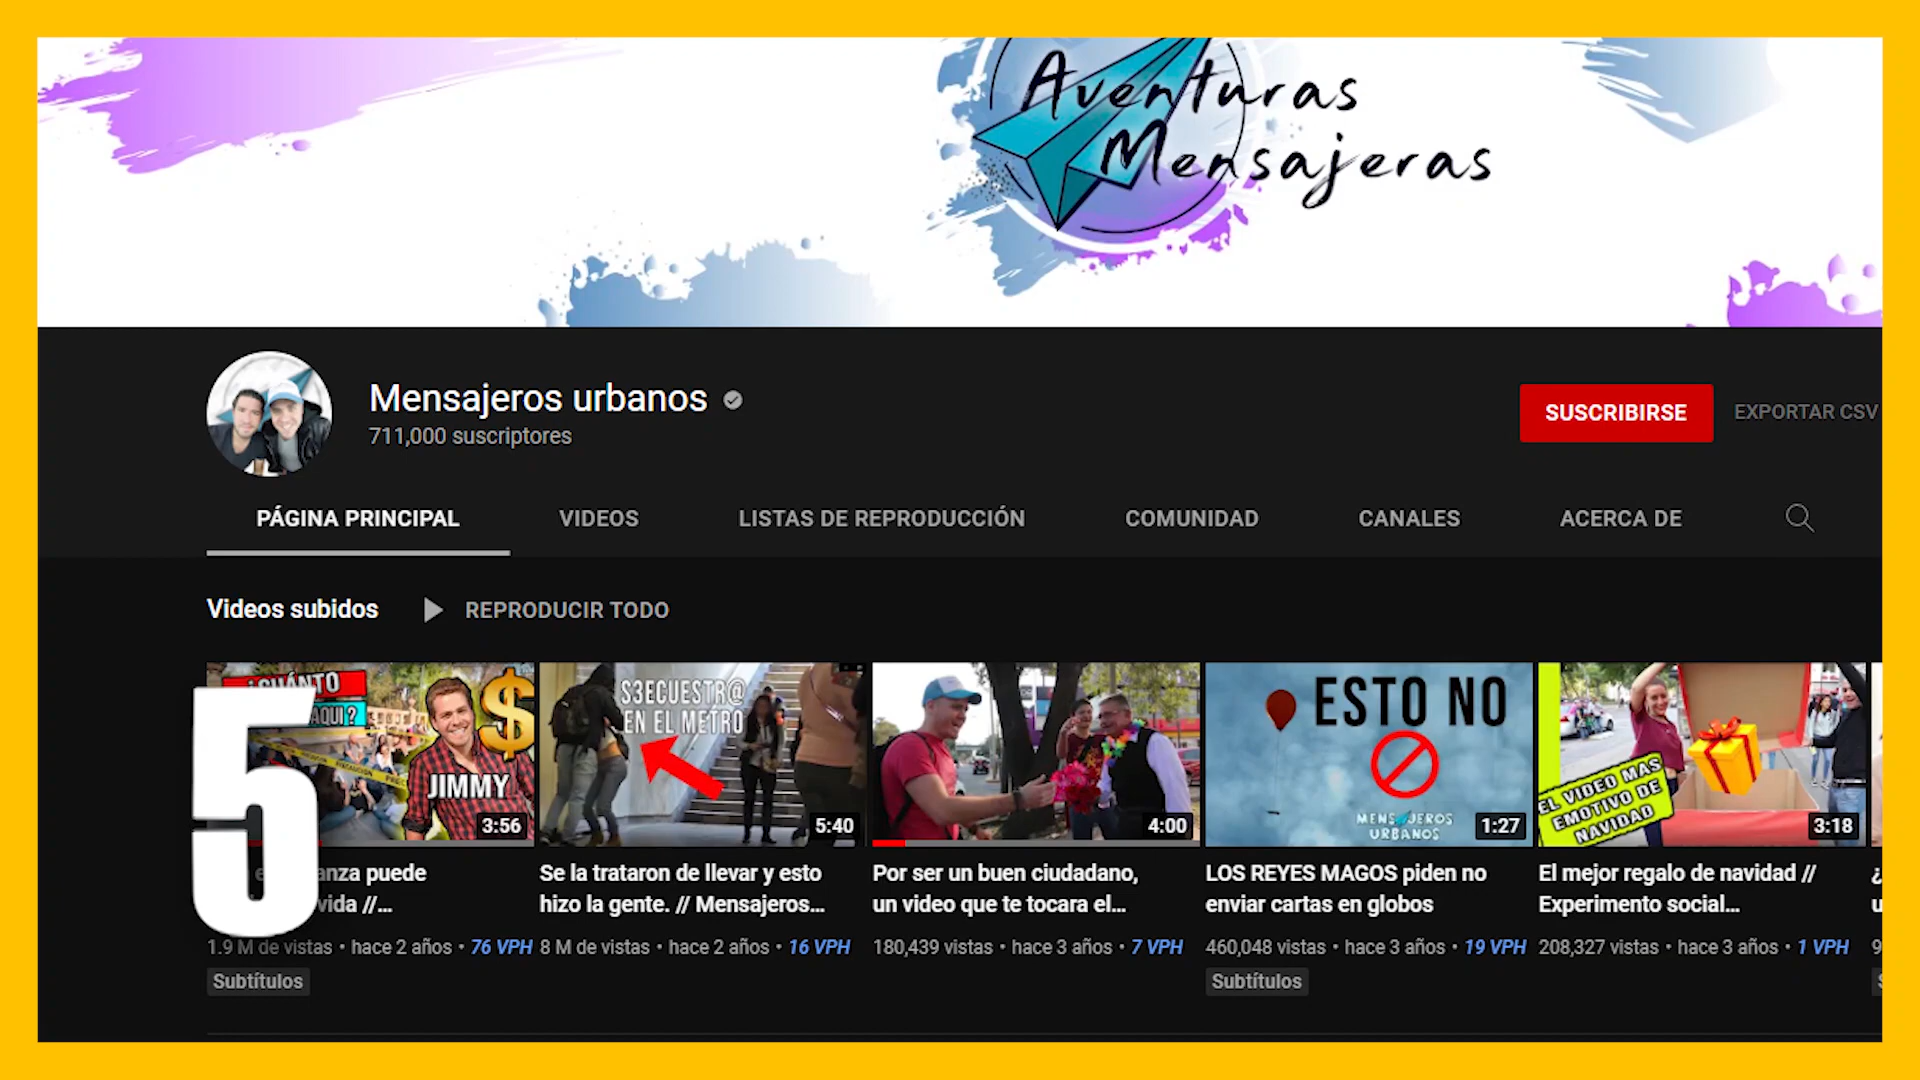 Aventuras
Mensajeras
Mensajeros urbanos
711,000 suscriptores
SUSCRIBIRSE
EXPORTAR CSV
PÁGINA PRINCIPAL
VIDEOS
LISTAS DE REPRODUCCIÓN
COMUNIDAD
CANALES
ACERCA DE
Videos subidos
REPRODUCIR TODO
¿CUÁNTO
AQUI?
JIMMY
3:56
S3ECUESTR@
EN EL METRO
5:40
4:00
ESTO NO
MENSAJEROS
URBANOS
1:27
EL VIDEO MAS
EMOTIVO DE
NAVIDAD
3:18
5
puede
vida //...
1.9 M de vistas • hace 2 años • 76 VPH
Subtítulos
Se la trataron de llevar y esto
hizo la gente. // Mensajeros...
8 M de vistas • hace 2 años • 16 VPH
Por ser un buen ciudadano,
un video que te tocara el...
180,439 vistas • hace 3 años • 7 VPH
LOS REYES MAGOS piden no
enviar cartas en globos
460,048 vistas • hace 3 años • 19 VPH
Subtítulos
El mejor regalo de navidad //
Experimento social...
208,327 vistas • hace 3 años • 1 VPH